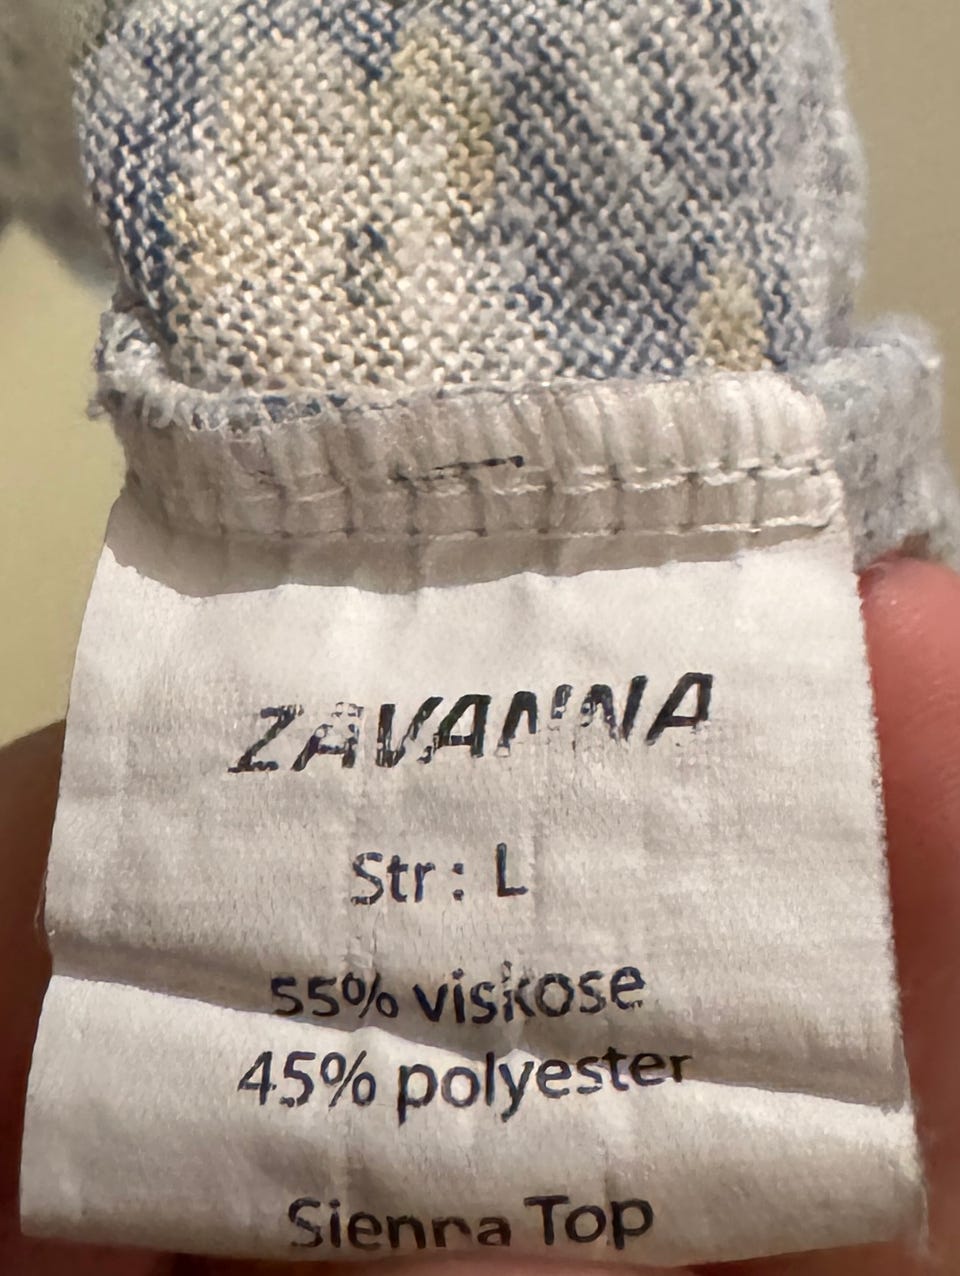 ZAVANNA
Str: L
55% viskose
45% polyester
Sienna Top